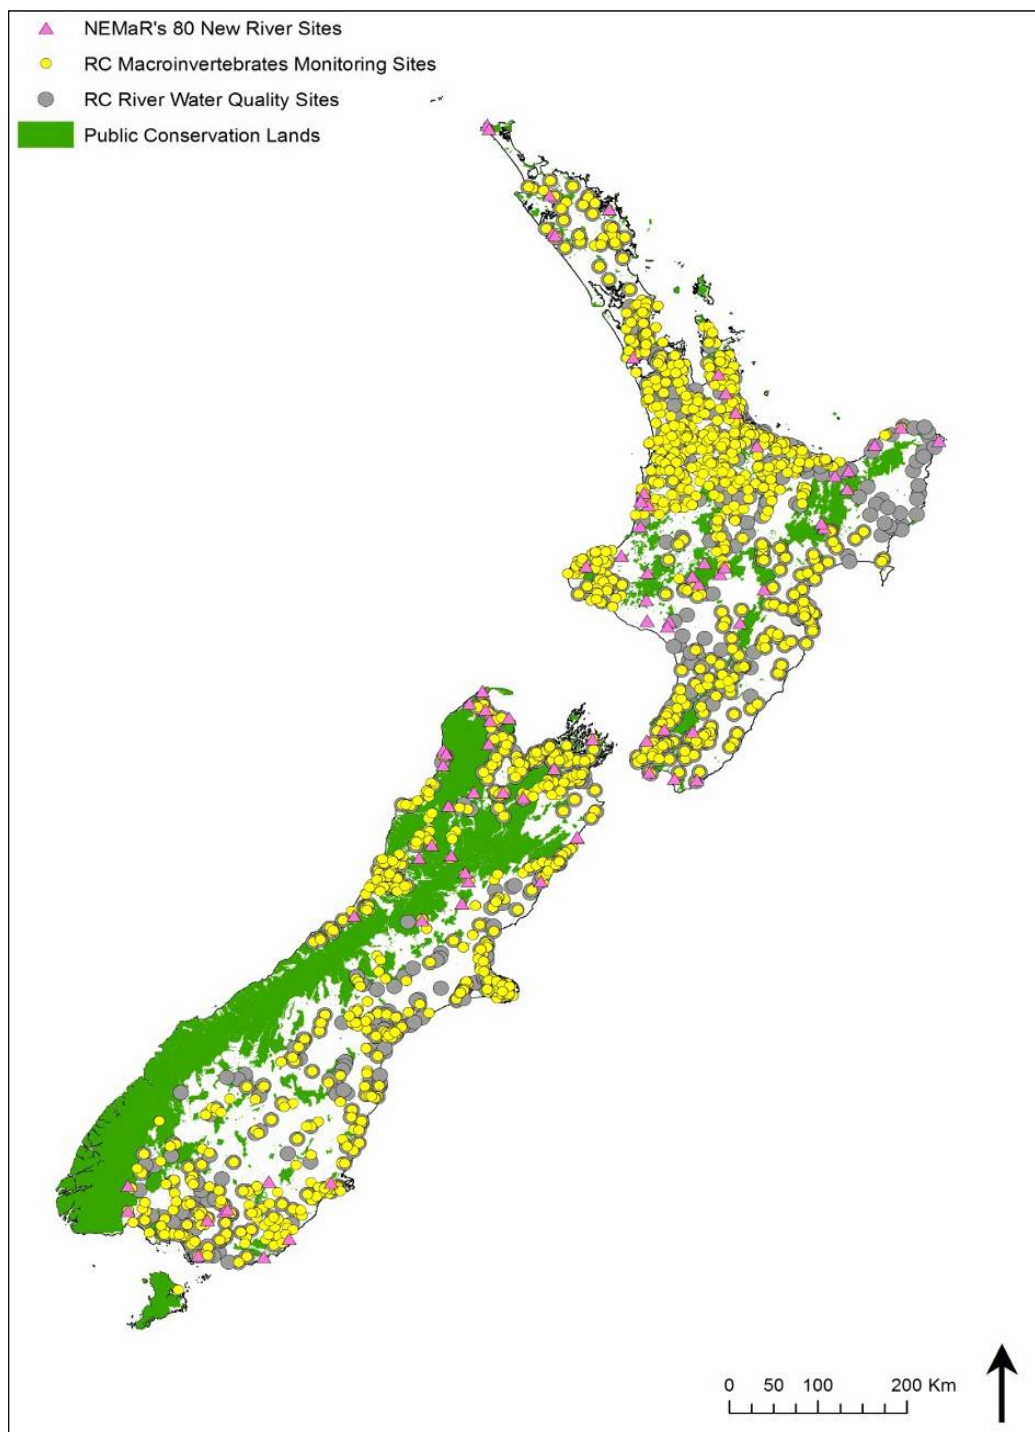 NEMaR's 80 New River Sites
RC Macroinvertebrates Monitoring Sites
RC River Water Quality Sites
Public Conservation Lands
0 50 100 200 Km